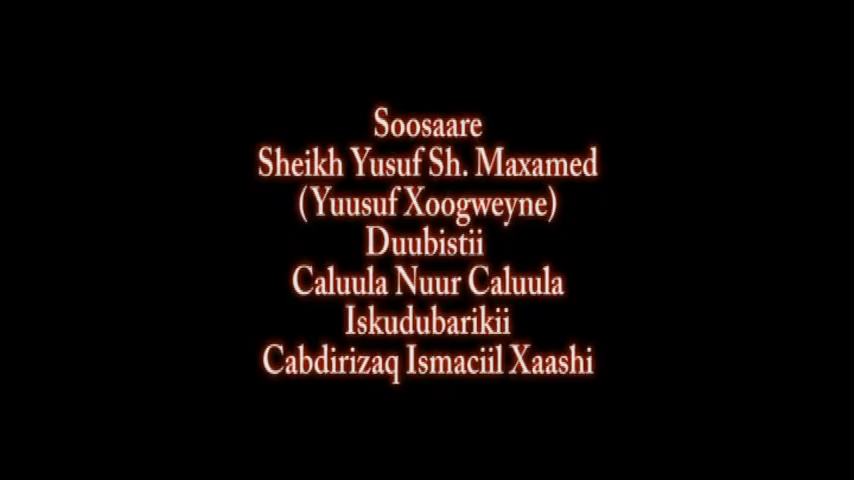 Soosaare
Sheikh Yusuf Sh. Maxamed
(Yuusuf Xoogweyne)
Duubistii
Caluula Nuur Caluula
Iskudubarikii
Cabdirizaq Ismaciil Xaashi